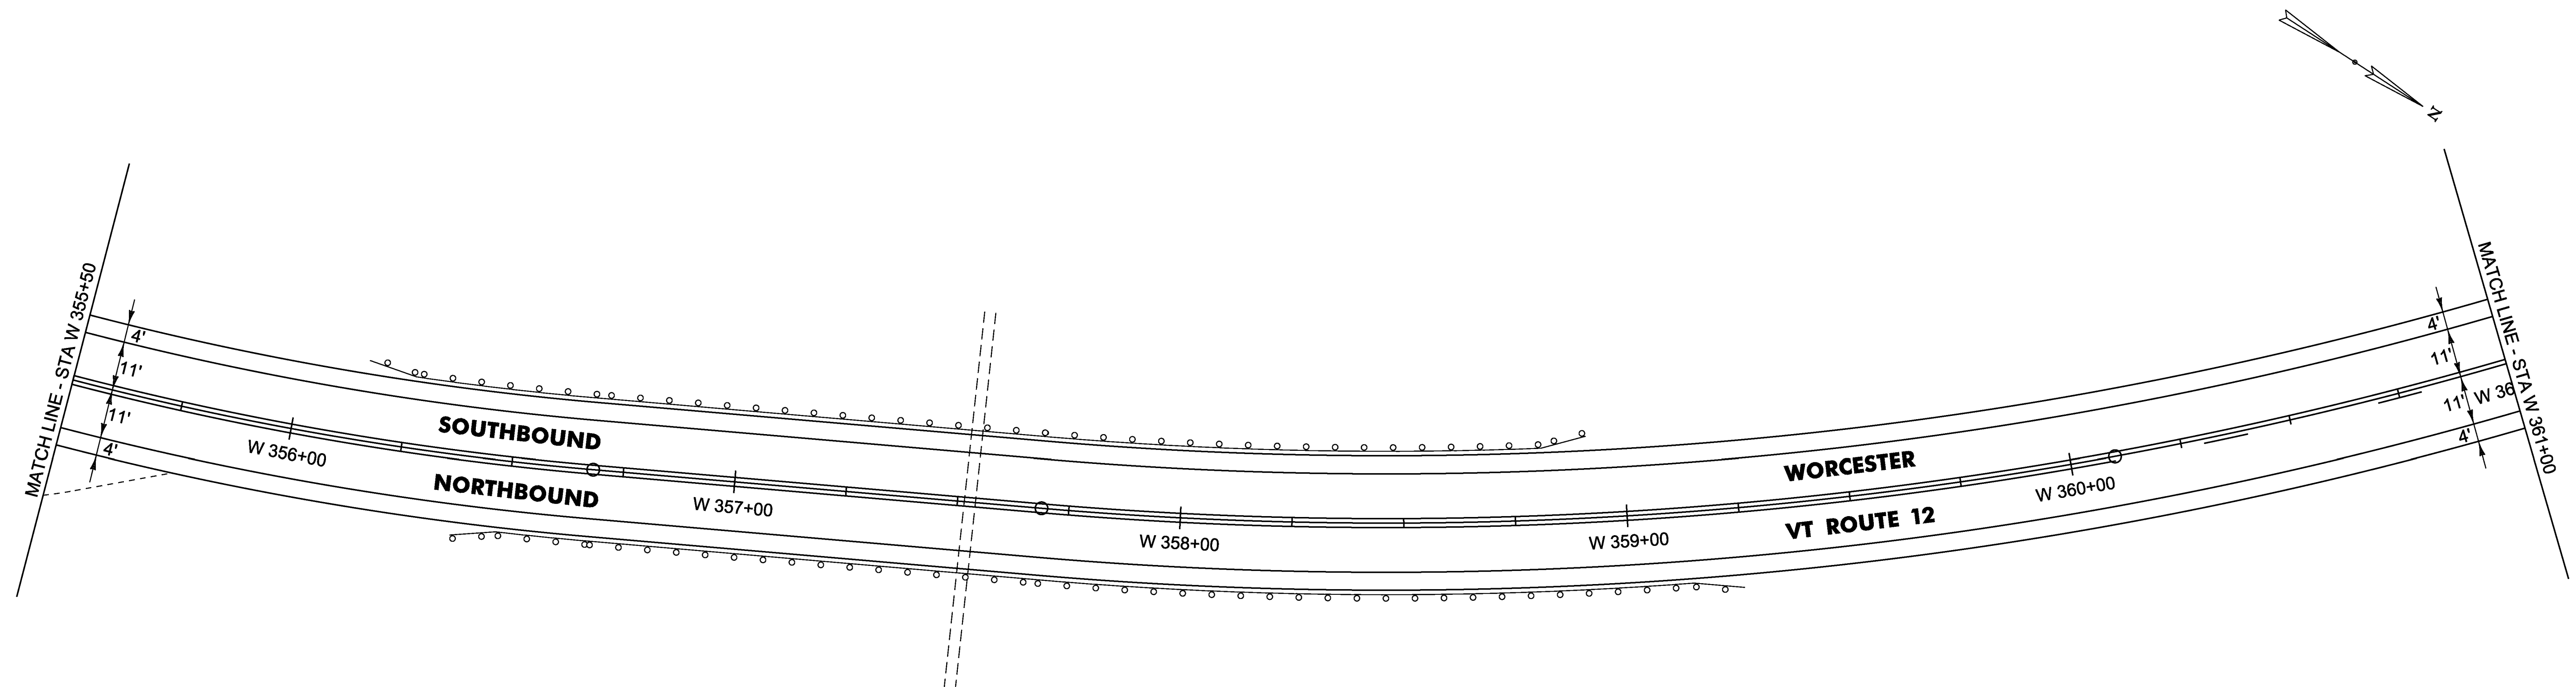 N
MATCH LINE - STA W 355+50
4'
11'
11'
4'
W 356+00
SOUTHBOUND
NORTHBOUND
W 357+00
W 358+00
W 359+00
WORCESTER
VT ROUTE 12
W 360+00
4'
11'
11'
4'
W 36
MATCH LINE - STA W 361+00